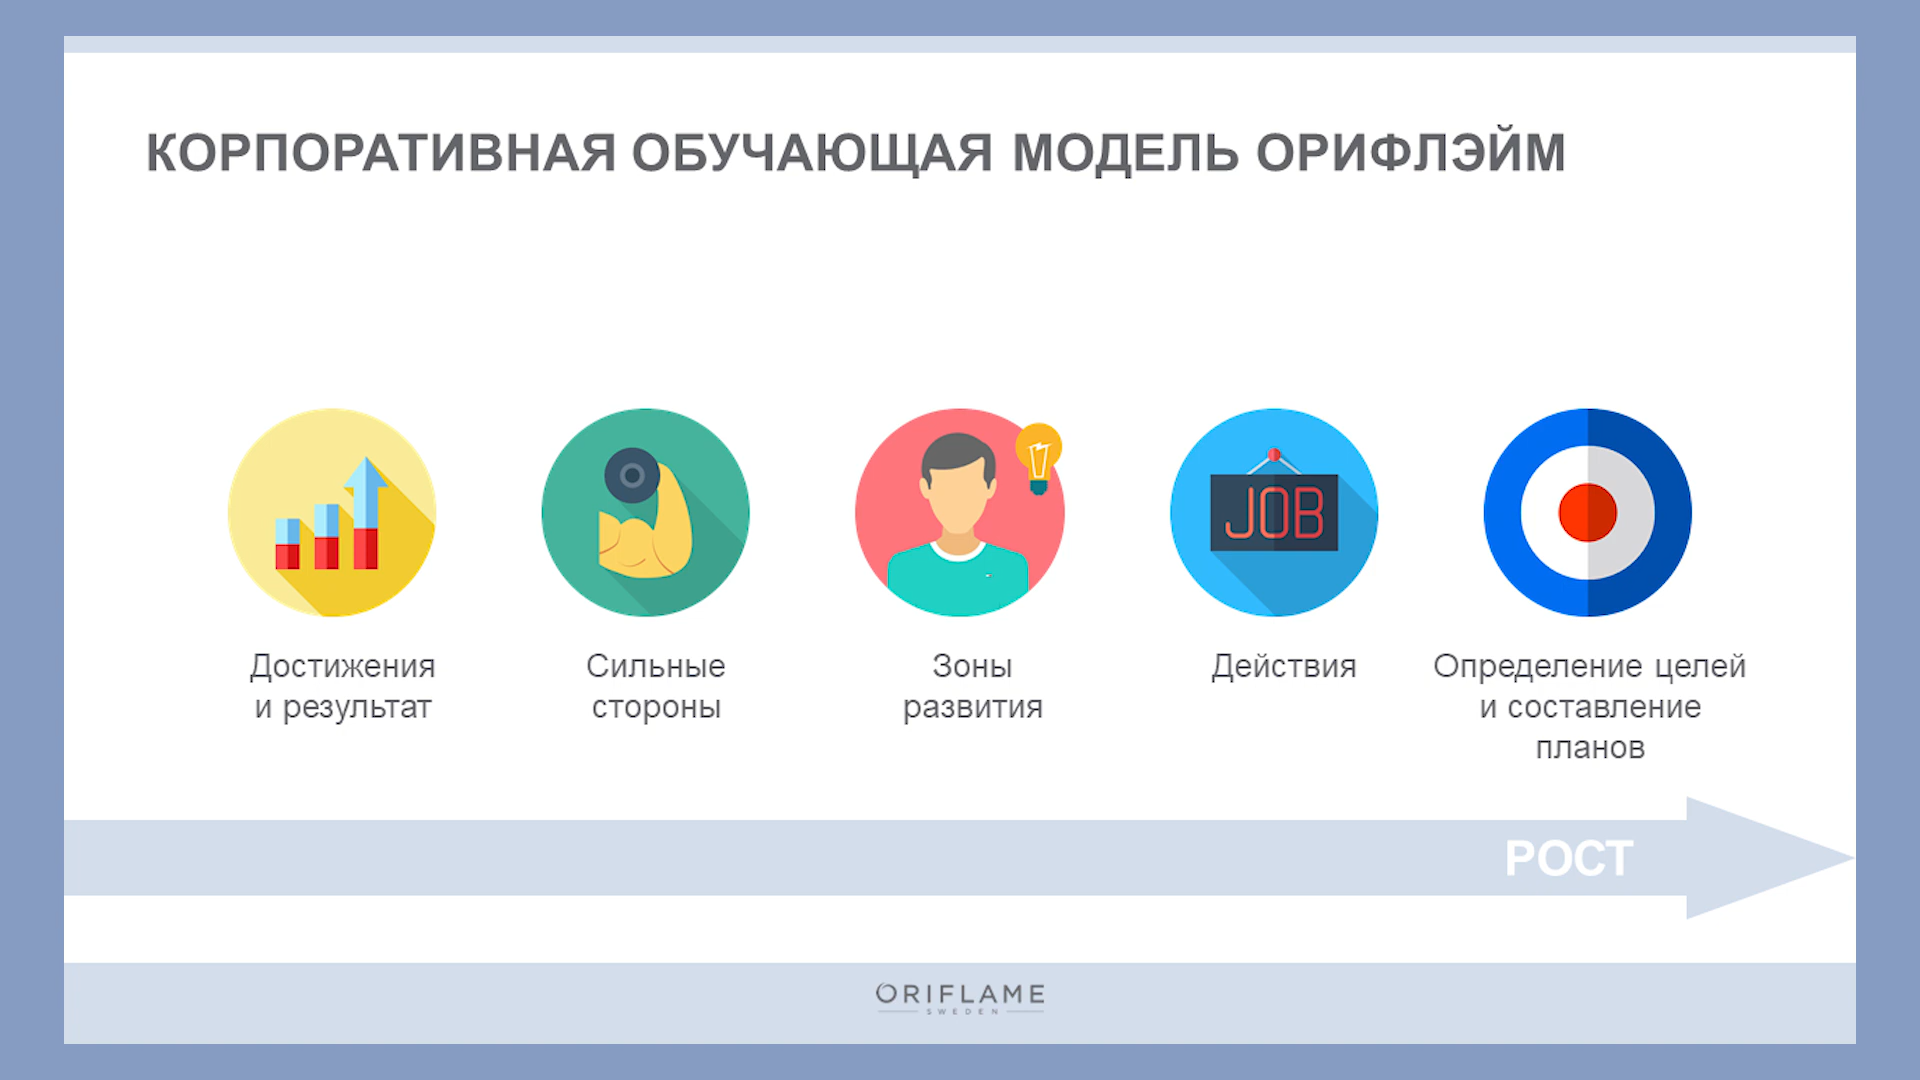 КОРПОРАТИВНАЯ ОБУЧАЮЩАЯ МОДЕЛЬ ОРИФЛЭЙМ
JOB
Достижения
и результат
Сильные
стороны
Зоны
развития
Действия
Определение целей
и составление
планов
РОСТ
ORIFLAME
SWEDEN